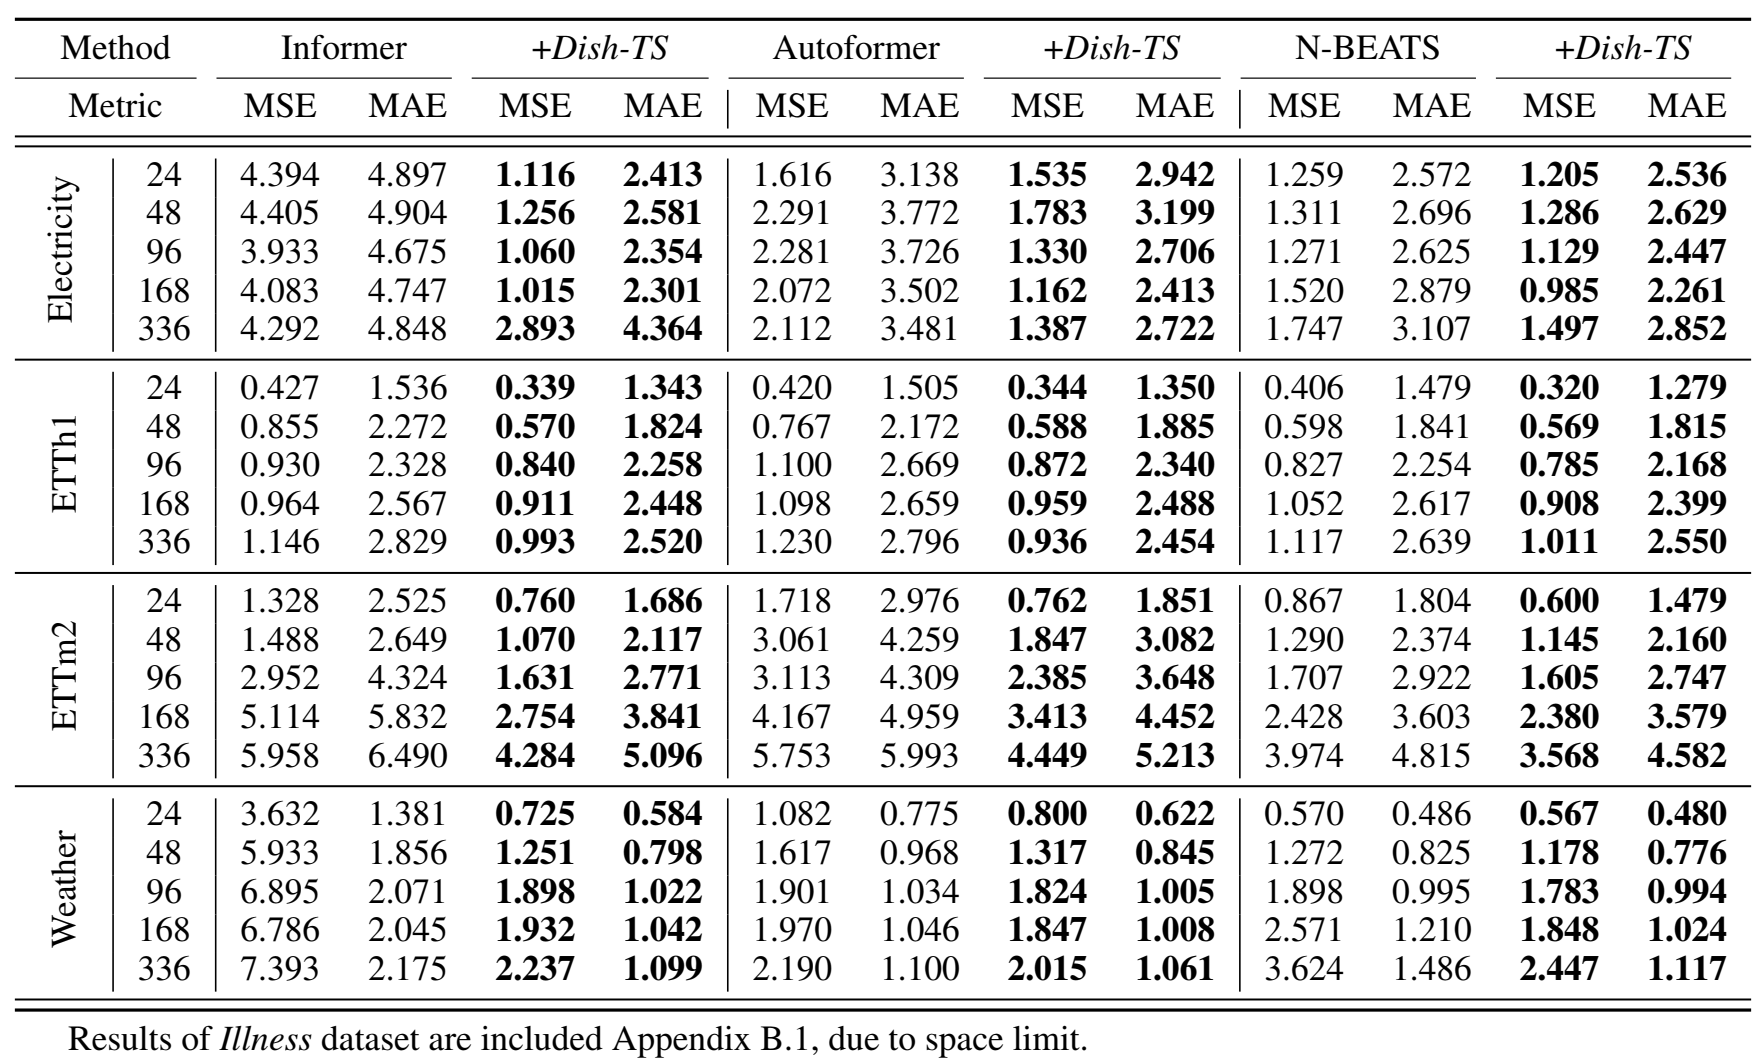 Method Informer +Dish-TS Autoformer +Dish-TS N-BEATS +Dish-TS
Metric MSE MAE MSE MAE MSE MAE MSE MAE MSE MAE MSE MAE
Electricity
24 4.394 4.897 1.116 2.413 1.616 3.138 1.535 2.942 1.259 2.572 1.205 2.536
48 4.405 4.904 1.256 2.581 2.291 3.772 1.783 3.199 1.311 2.696 1.286 2.629
96 3.933 4.675 1.060 2.354 2.281 3.726 1.330 2.706 1.271 2.625 1.129 2.447
168 4.083 4.747 1.015 2.301 2.072 3.502 1.162 2.413 1.520 2.879 0.985 2.261
336 4.292 4.848 2.893 4.364 2.112 3.481 1.387 2.722 1.747 3.107 1.497 2.852
ETTh1
24 0.427 1.536 0.339 1.343 0.420 1.505 0.344 1.350 0.406 1.479 0.320 1.279
48 0.855 2.272 0.570 1.824 0.767 2.172 0.588 1.885 0.598 1.841 0.569 1.815
96 0.930 2.328 0.840 2.258 1.100 2.669 0.872 2.340 0.827 2.254 0.785 2.168
168 0.964 2.567 0.911 2.448 1.098 2.659 0.959 2.488 1.052 2.617 0.908 2.399
336 1.146 2.829 0.993 2.520 1.230 2.796 0.936 2.454 1.117 2.639 1.011 2.550
ETTm2
24 1.328 2.525 0.760 1.686 1.718 2.976 0.762 1.851 0.867 1.804 0.600 1.479
48 1.488 2.649 1.070 2.117 3.061 4.259 1.847 3.082 1.290 2.374 1.145 2.160
96 2.952 4.324 1.631 2.771 3.113 4.309 2.385 3.648 1.707 2.922 1.605 2.747
168 5.114 5.832 2.754 3.841 4.167 4.959 3.413 4.452 2.428 3.603 2.380 3.579
336 5.958 6.490 4.284 5.096 5.753 5.993 4.449 5.213 3.974 4.815 3.568 4.582
Weather
24 3.632 1.381 0.725 0.584 1.082 0.775 0.800 0.622 0.570 0.486 0.567 0.480
48 5.933 1.856 1.251 0.798 1.617 0.968 1.317 0.845 1.272 0.825 1.178 0.776
96 6.895 2.071 1.898 1.022 1.901 1.034 1.824 1.005 1.898 0.995 1.783 0.994
168 6.786 2.045 1.932 1.042 1.970 1.046 1.847 1.008 2.571 1.210 1.848 1.024
336 7.393 2.175 2.237 1.099 2.190 1.100 2.015 1.061 3.624 1.486 2.447 1.117
Results of Illness dataset are included Appendix B.1, due to space limit.